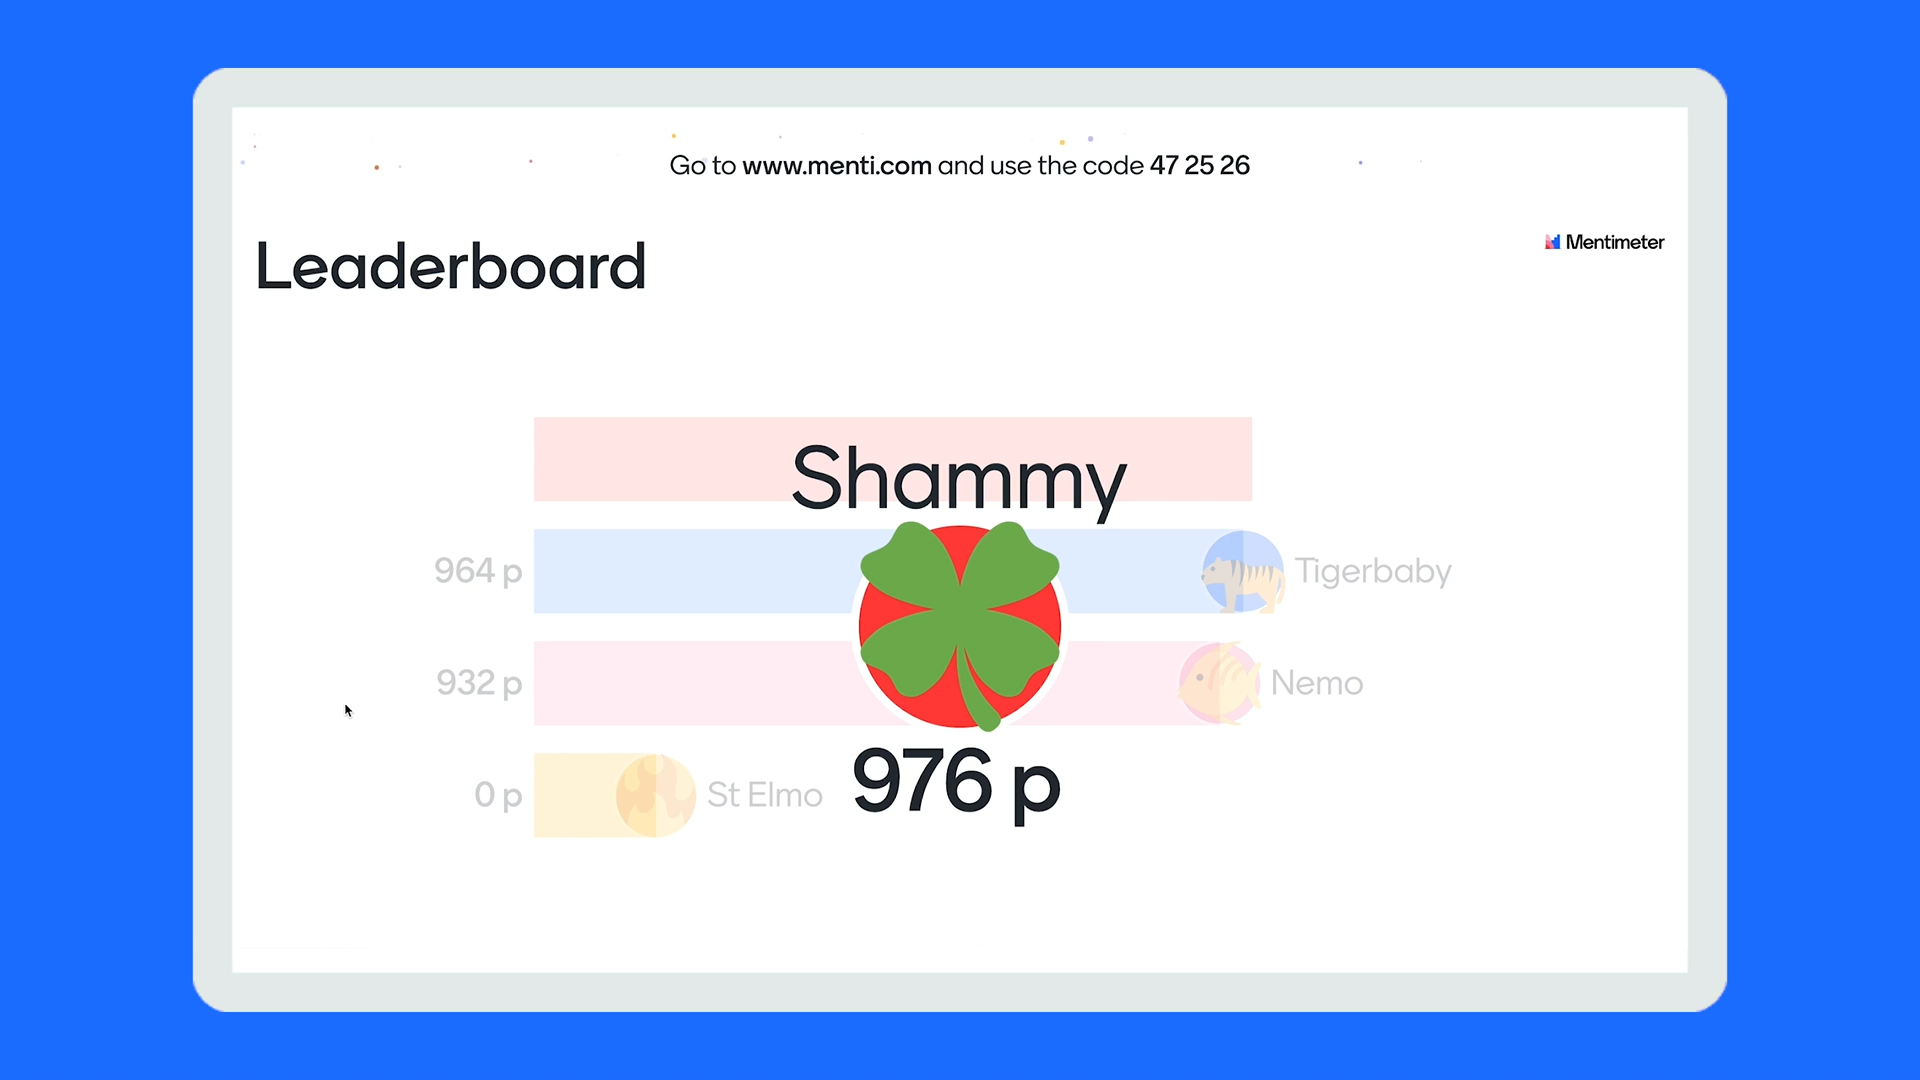 Go to www.menti.com and use the code 47 25 26
Leaderboard
Mentimeter
Shammy
964 p
Tigerbaby
932 p
Nemo
0 p
St Elmo
976 p